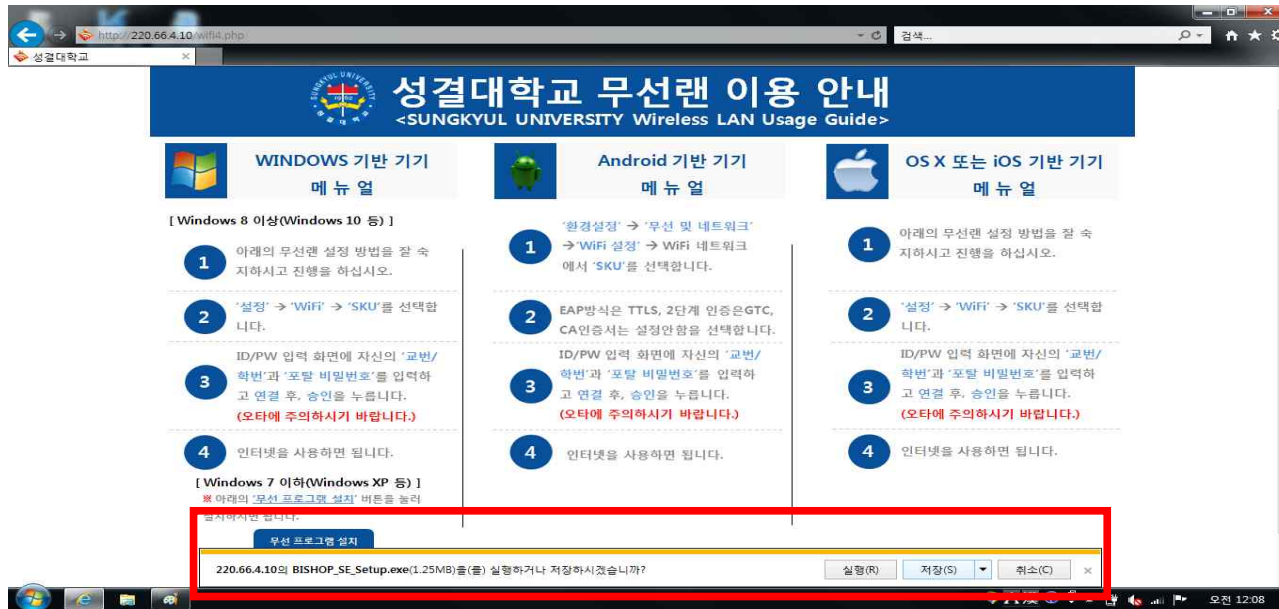 http://220.66.4.10/wifi4.php
검색...
성결대학교
성결대학교 무선랜 이용 안내
<SUNGKYUL UNIVERSITY Wireless LAN Usage Guide>
WINDOWS 기반 기기
메 뉴 얼
[ Windows 8 이상(Windows 10 등) ]
1
아래의 무선랜 설정 방법을 잘 숙
지하시고 진행을 하십시오.
2
'설정' → 'WiFi' → 'SKU'를 선택합
니다.
3
ID/PW 입력 화면에 자신의 '교번/
학번'과 '포탈 비밀번호'를 입력하
고 연결 후, 승인을 누릅니다.
(오타에 주의하시기 바랍니다.)
4
인터넷을 사용하면 됩니다.
[ Windows 7 이하(Windows XP 등) ]
※ 아래의 '무선 프로그램 설치' 버튼을 눌러
설치하시면 됩니다.
무선 프로그램 설치
Android 기반 기기
메 뉴 얼
1
'환경설정' → '무선 및 네트워크'
→'WiFi 설정' → WiFi 네트워크
에서 'SKU'를 선택합니다.
2
EAP방식은 TTLS, 2단계 인증은GTC,
CA인증서는 설정안함을 선택합니다.
3
ID/PW 입력 화면에 자신의 '교번/
학번'과 '포탈 비밀번호'를 입력하
고 연결 후, 승인을 누릅니다.
(오타에 주의하시기 바랍니다.)
4
인터넷을 사용하면 됩니다.
OS X 또는 iOS 기반 기기
메 뉴 얼
1
아래의 무선랜 설정 방법을 잘 숙
지하시고 진행을 하십시오.
2
'설정' → 'WiFi' → 'SKU'를 선택합
니다.
3
ID/PW 입력 화면에 자신의 '교번/
학번'과 '포탈 비밀번호'를 입력하
고 연결 후, 승인을 누릅니다.
(오타에 주의하시기 바랍니다.)
4
인터넷을 사용하면 됩니다.
220.66.4.10의 BISHOP_SE_Setup.exe(1.25MB)을(를) 실행하거나 저장하시겠습니까?
실행(R)
저장(S)
취소(C)
오전 12:08